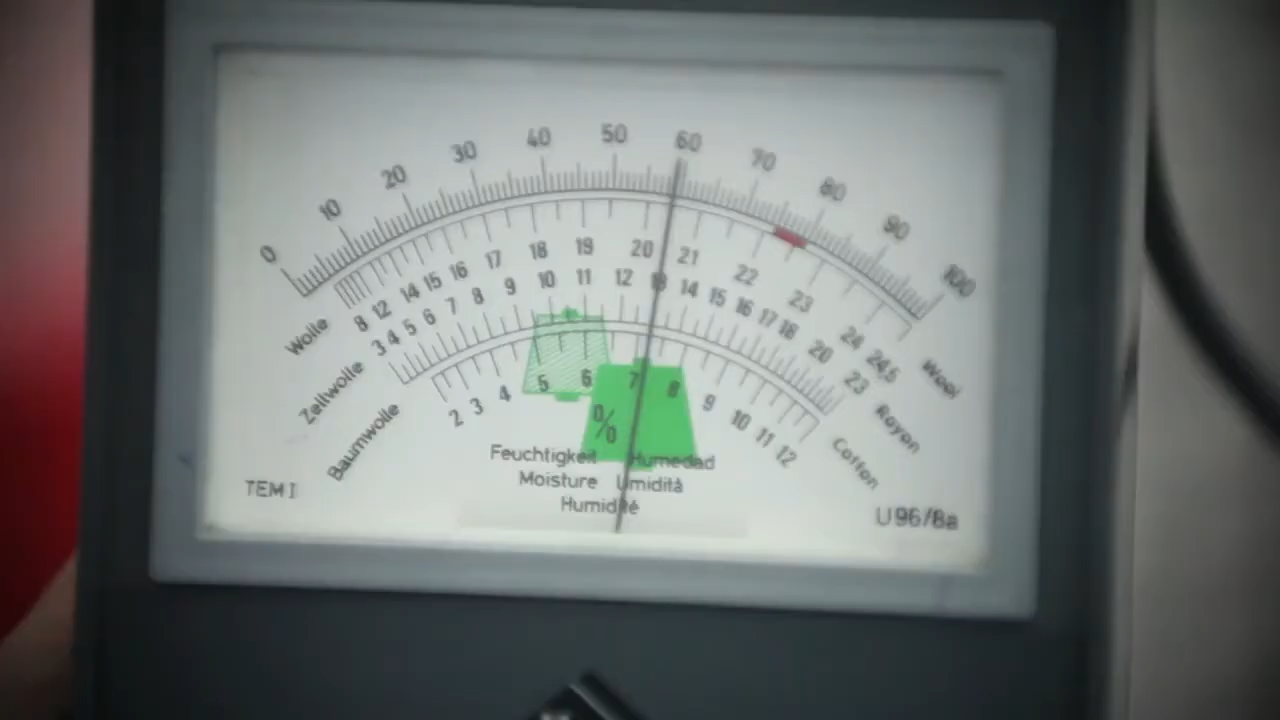 0 10 20 30 40 50 60 70 80 90 100
Wolle 8 12 14 15 16 17 18 19 20 21 22 23 24 24,5 Wool
Zellwolle 3 4 5 6 7 8 9 10 11 12 13 14 15 16 17 18 20 23 Rayon
Baumwolle 2 3 4 5 6 7 8 9 10 11 12 Cotton
%
Feuchtigkeit Humedad
Moisture Umidità
Humidité
TEM I
U96/8a